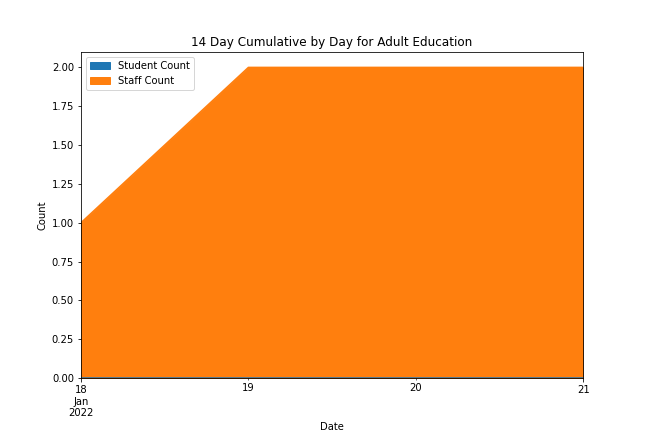 14 Day Cumulative by Day for Adult Education
Student Count
Staff Count
2.00
1.75
1.50
1.25
1.00
0.75
0.50
0.25
0.00
Count
18 19 20 21
Jan
2022
Date